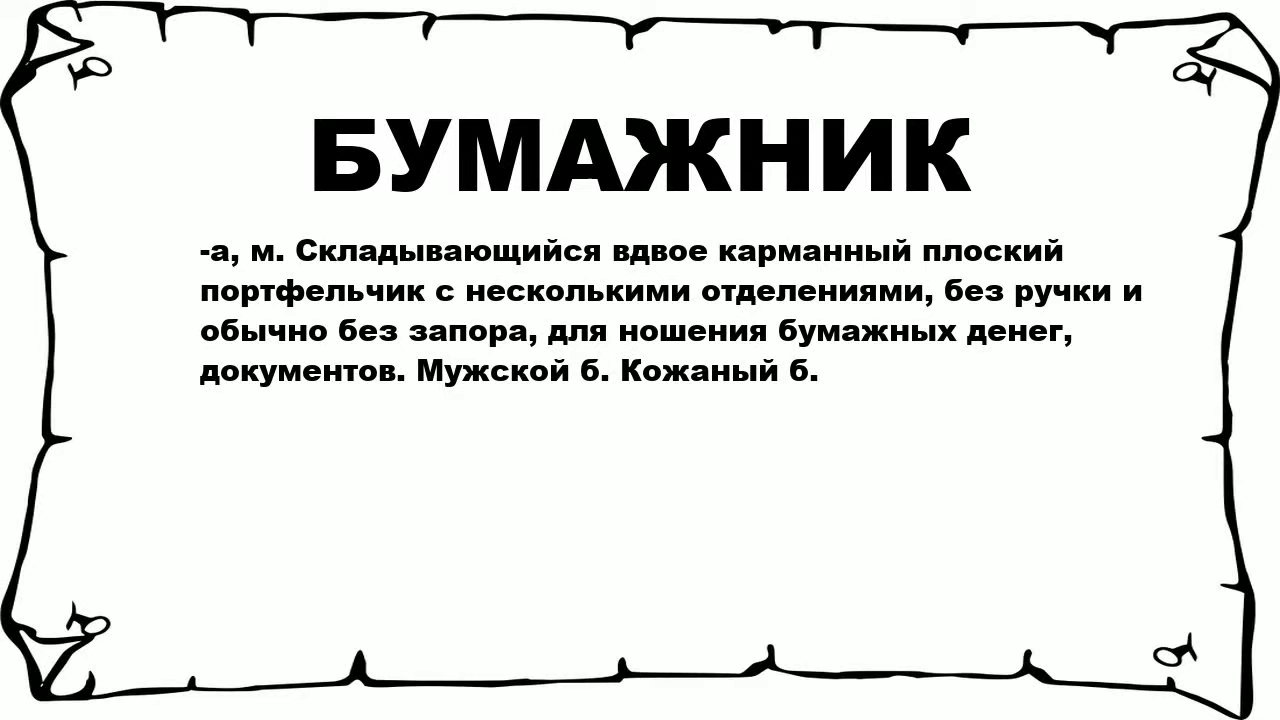 БУМАЖНИК
-а, м. Складывающийся вдвое карманный плоский
портфельчик с несколькими отделениями, без ручки и
обычно без запора, для ношения бумажных денег,
документов. Мужской б. Кожаный б.